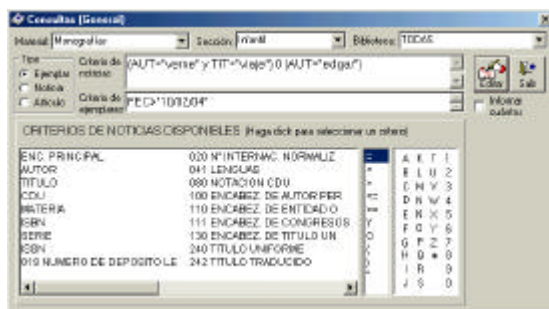 Consultas (General)
Material: Monografías Sección: Infantil Biblioteca: TODAS
Tipo
Ejemplar
Noticia
Artículo
Criterio de noticias: (AUT="verne" y TIT="viaje") O (AUT="edgar")
Criterio de ejemplares: FEC>"10/02/04"
Editar
Salir
Informar
CRITERIOS DE NOTICIAS DISPONIBLES (Haga click para seleccionar un criterio)
ENC. PRINCIPAL 020 Nº INTERNAC. NORMALIZ
AUTOR 041 LENGUAS
TITULO 080 NOTACION CDU
CDU 100 ENCABEZ. DE AUTOR PER
MATERIA 110 ENCABEZ. DE ENTIDAD O
ISBN 111 ENCABEZ. DE CONGRESOS
SERIE 130 ENCABEZ. DE TITULO UN
ISSN 240 TITULO UNIFORME
019 NUMERO DE DEPOSITO LE 242 TITULO TRADUCIDO
A K T 1
B L U 2
C M V 3
D N W 4
E N X 5
F O Y 6
G P Z 7
H Q * 8
I R 9
J S 0